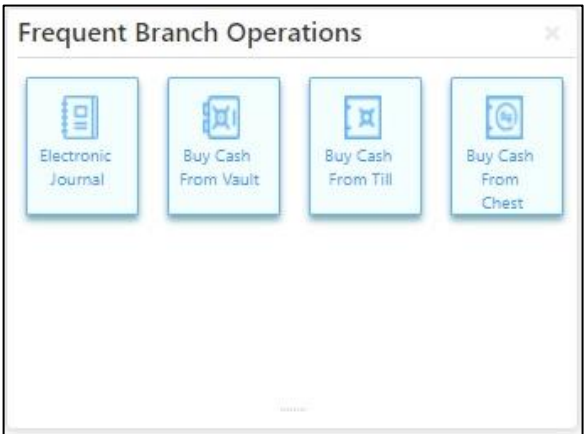 Frequent Branch Operations
Electronic
Journal
Buy Cash
From Vault
Buy Cash
From Till
Buy Cash
From
Chest